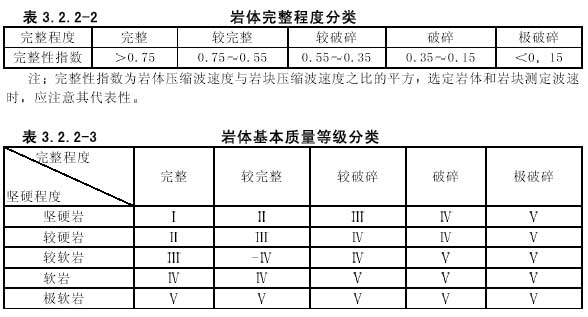 表 3.2.2-2 岩体完整程度分类
完整程度 完整 较完整 较破碎 破碎 极破碎
完整性指数 >0.75 0.75~0.55 0.55~0.35 0.35~0.15 <0, 15
注；完整性指数为岩体压缩波速度与岩块压缩波速度之比的平方，选定岩体和岩块测定波速
时，应注意其代表性。
表 3.2.2-3 岩体基本质量等级分类
完整程度
坚硬程度 完整 较完整 较破碎 破碎 极破碎
坚硬岩 Ⅰ Ⅱ Ⅲ Ⅳ Ⅴ
较硬岩 Ⅱ Ⅲ Ⅳ Ⅳ Ⅴ
较软岩 Ⅲ -Ⅳ Ⅳ Ⅴ Ⅴ
软岩 Ⅳ Ⅳ Ⅴ Ⅴ Ⅴ
极软岩 Ⅴ Ⅴ Ⅴ Ⅴ Ⅴ